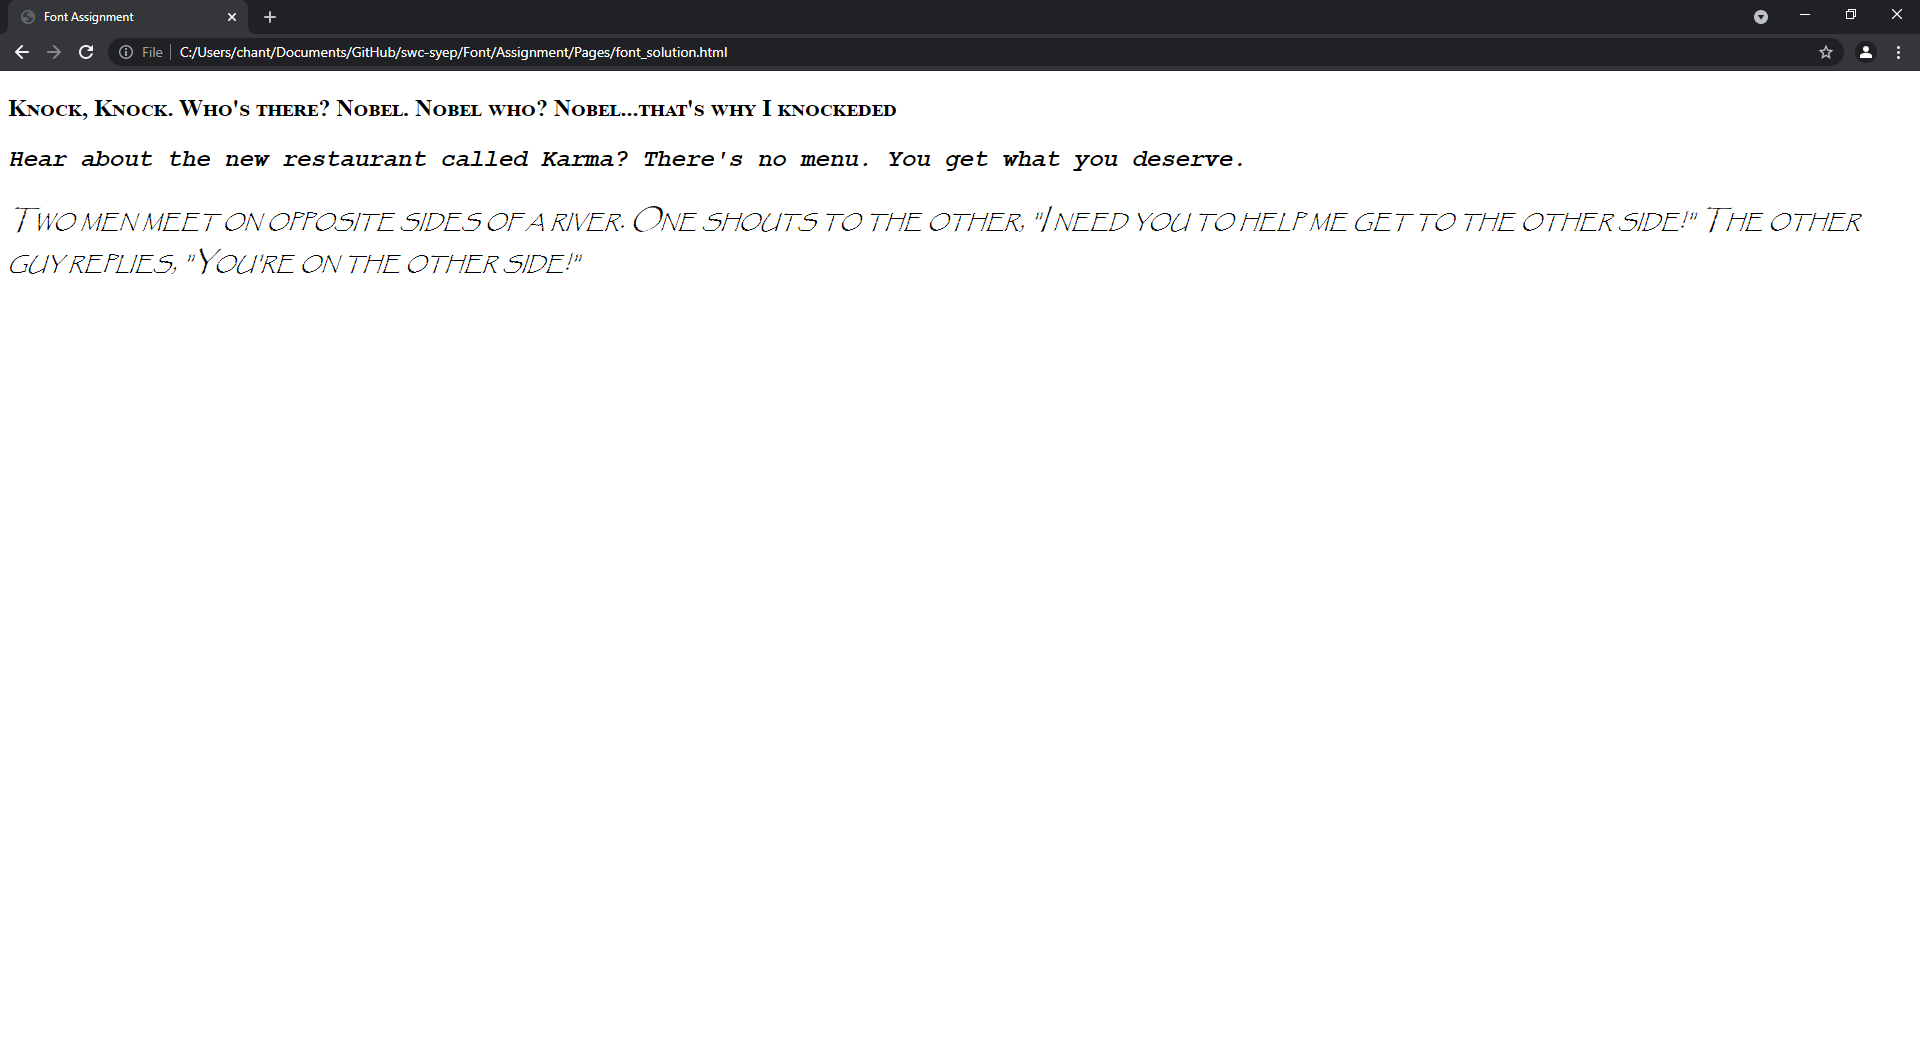 Font Assignment
File C:/Users/chant/Documents/GitHub/swc-syep/Font/Assignment/Pages/font_solution.html
Knock, Knock. Who's there? Nobel. Nobel who? Nobel...that's why I knockeded
Hear about the new restaurant called Karma? There's no menu. You get what you deserve.
Two men meet on opposite sides of a river. One shouts to the other, "I need you to help me get to the other side!" The other
guy replies, "You're on the other side!"